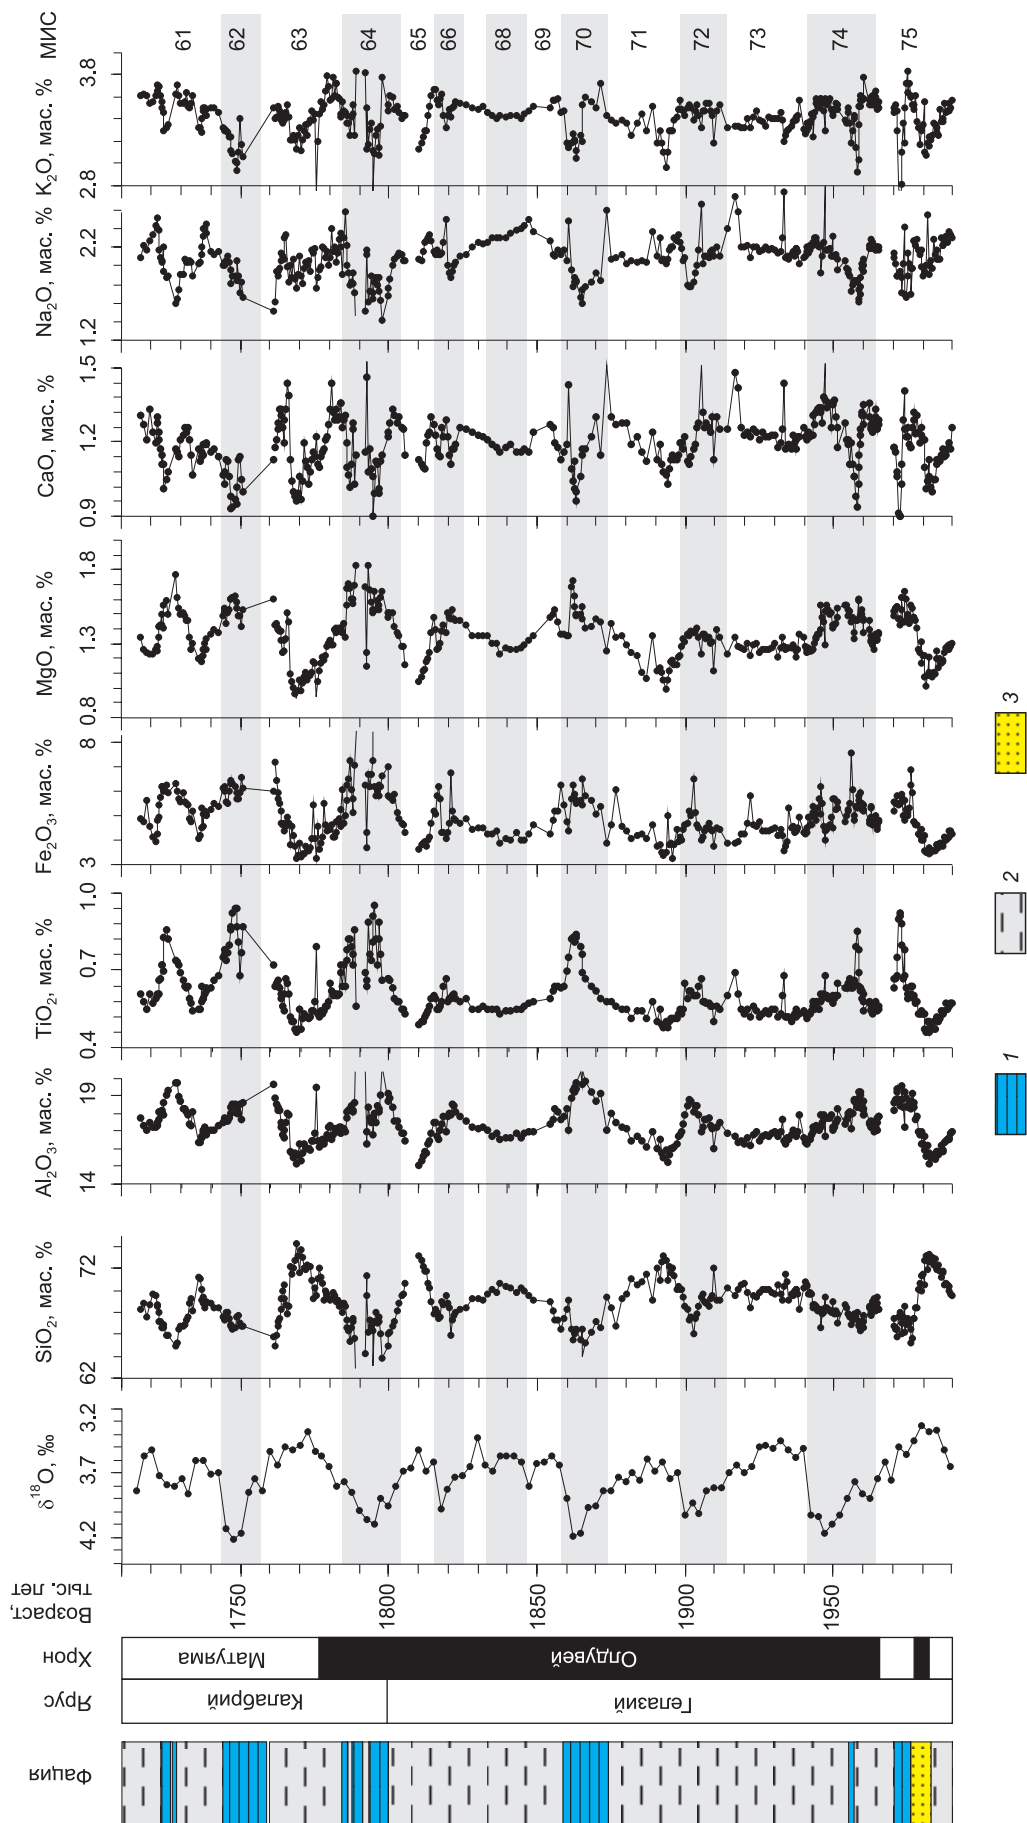 МИС
61
62
63
64
65
66
68
69
70
71
72
73
74
75
K₂O, мас. %
3.8
2.8
Na₂O, мас. %
2.2
1.2
CaO, мас. %
1.5
1.2
0.9
MgO, мас. %
1.8
1.3
0.8
Fe₂O₃, мас. %
8
3
TiO₂, мас. %
1.0
0.7
0.4
Al₂O₃, мас. %
19
14
SiO₂, мас. %
72
62
δ¹⁸O, ‰
3.2
3.7
4.2
Возраст,
тыс. лет
1750
1800
1850
1900
1950
Хрон
Матуяма
Олдувей
Ярус
Калабрий
Гелазий
Фация
1
2
3